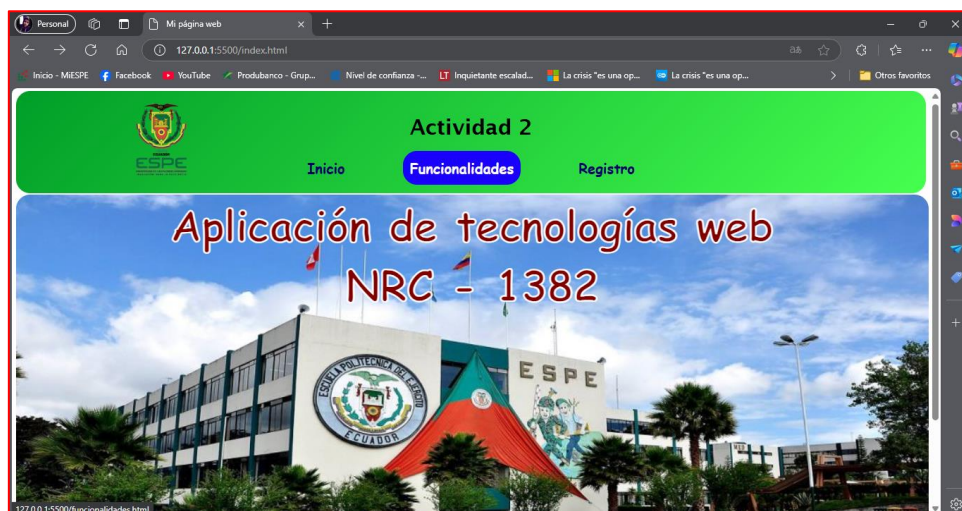 Personal
Mi página web
127.0.0.1:5500/index.html
Inicio - MiESPE
Facebook
YouTube
Produbanco - Grup...
Nivel de confianza -...
LT Inquietante escalad...
La crisis "es una op...
La crisis "es una op...
Otros favoritos
Actividad 2
ESPE
Inicio
Funcionalidades
Registro
Aplicación de tecnologías web
NRC - 1382
ESPE
ESCUELA POLITECNICA DEL EJERCITO
ECUADOR
127.0.0.1:5500/funcionalidades.html